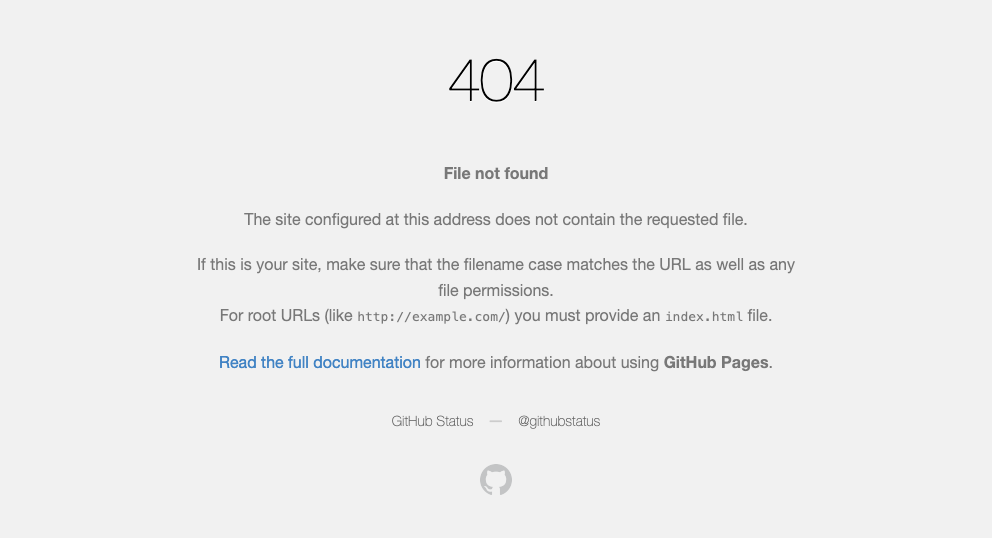 404
File not found
The site configured at this address does not contain the requested file.
If this is your site, make sure that the filename case matches the URL as well as any
file permissions.
For root URLs (like http://example.com/) you must provide an index.html file.
Read the full documentation for more information about using GitHub Pages.
GitHub Status — @githubstatus